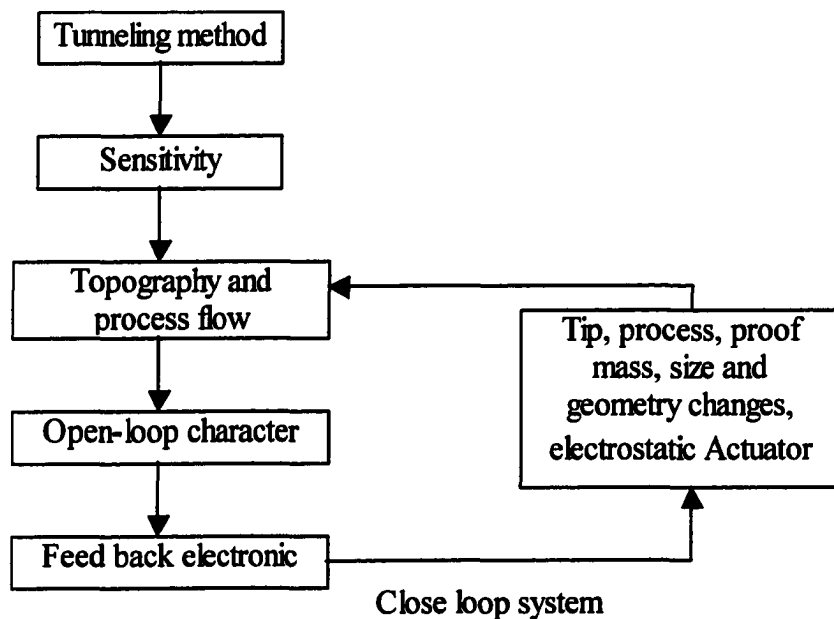 Tunneling method
Sensitivity
Topography and
process flow
Open-loop character
Feed back electronic
Tip, process, proof
mass, size and
geometry changes,
electrostatic Actuator
Close loop system